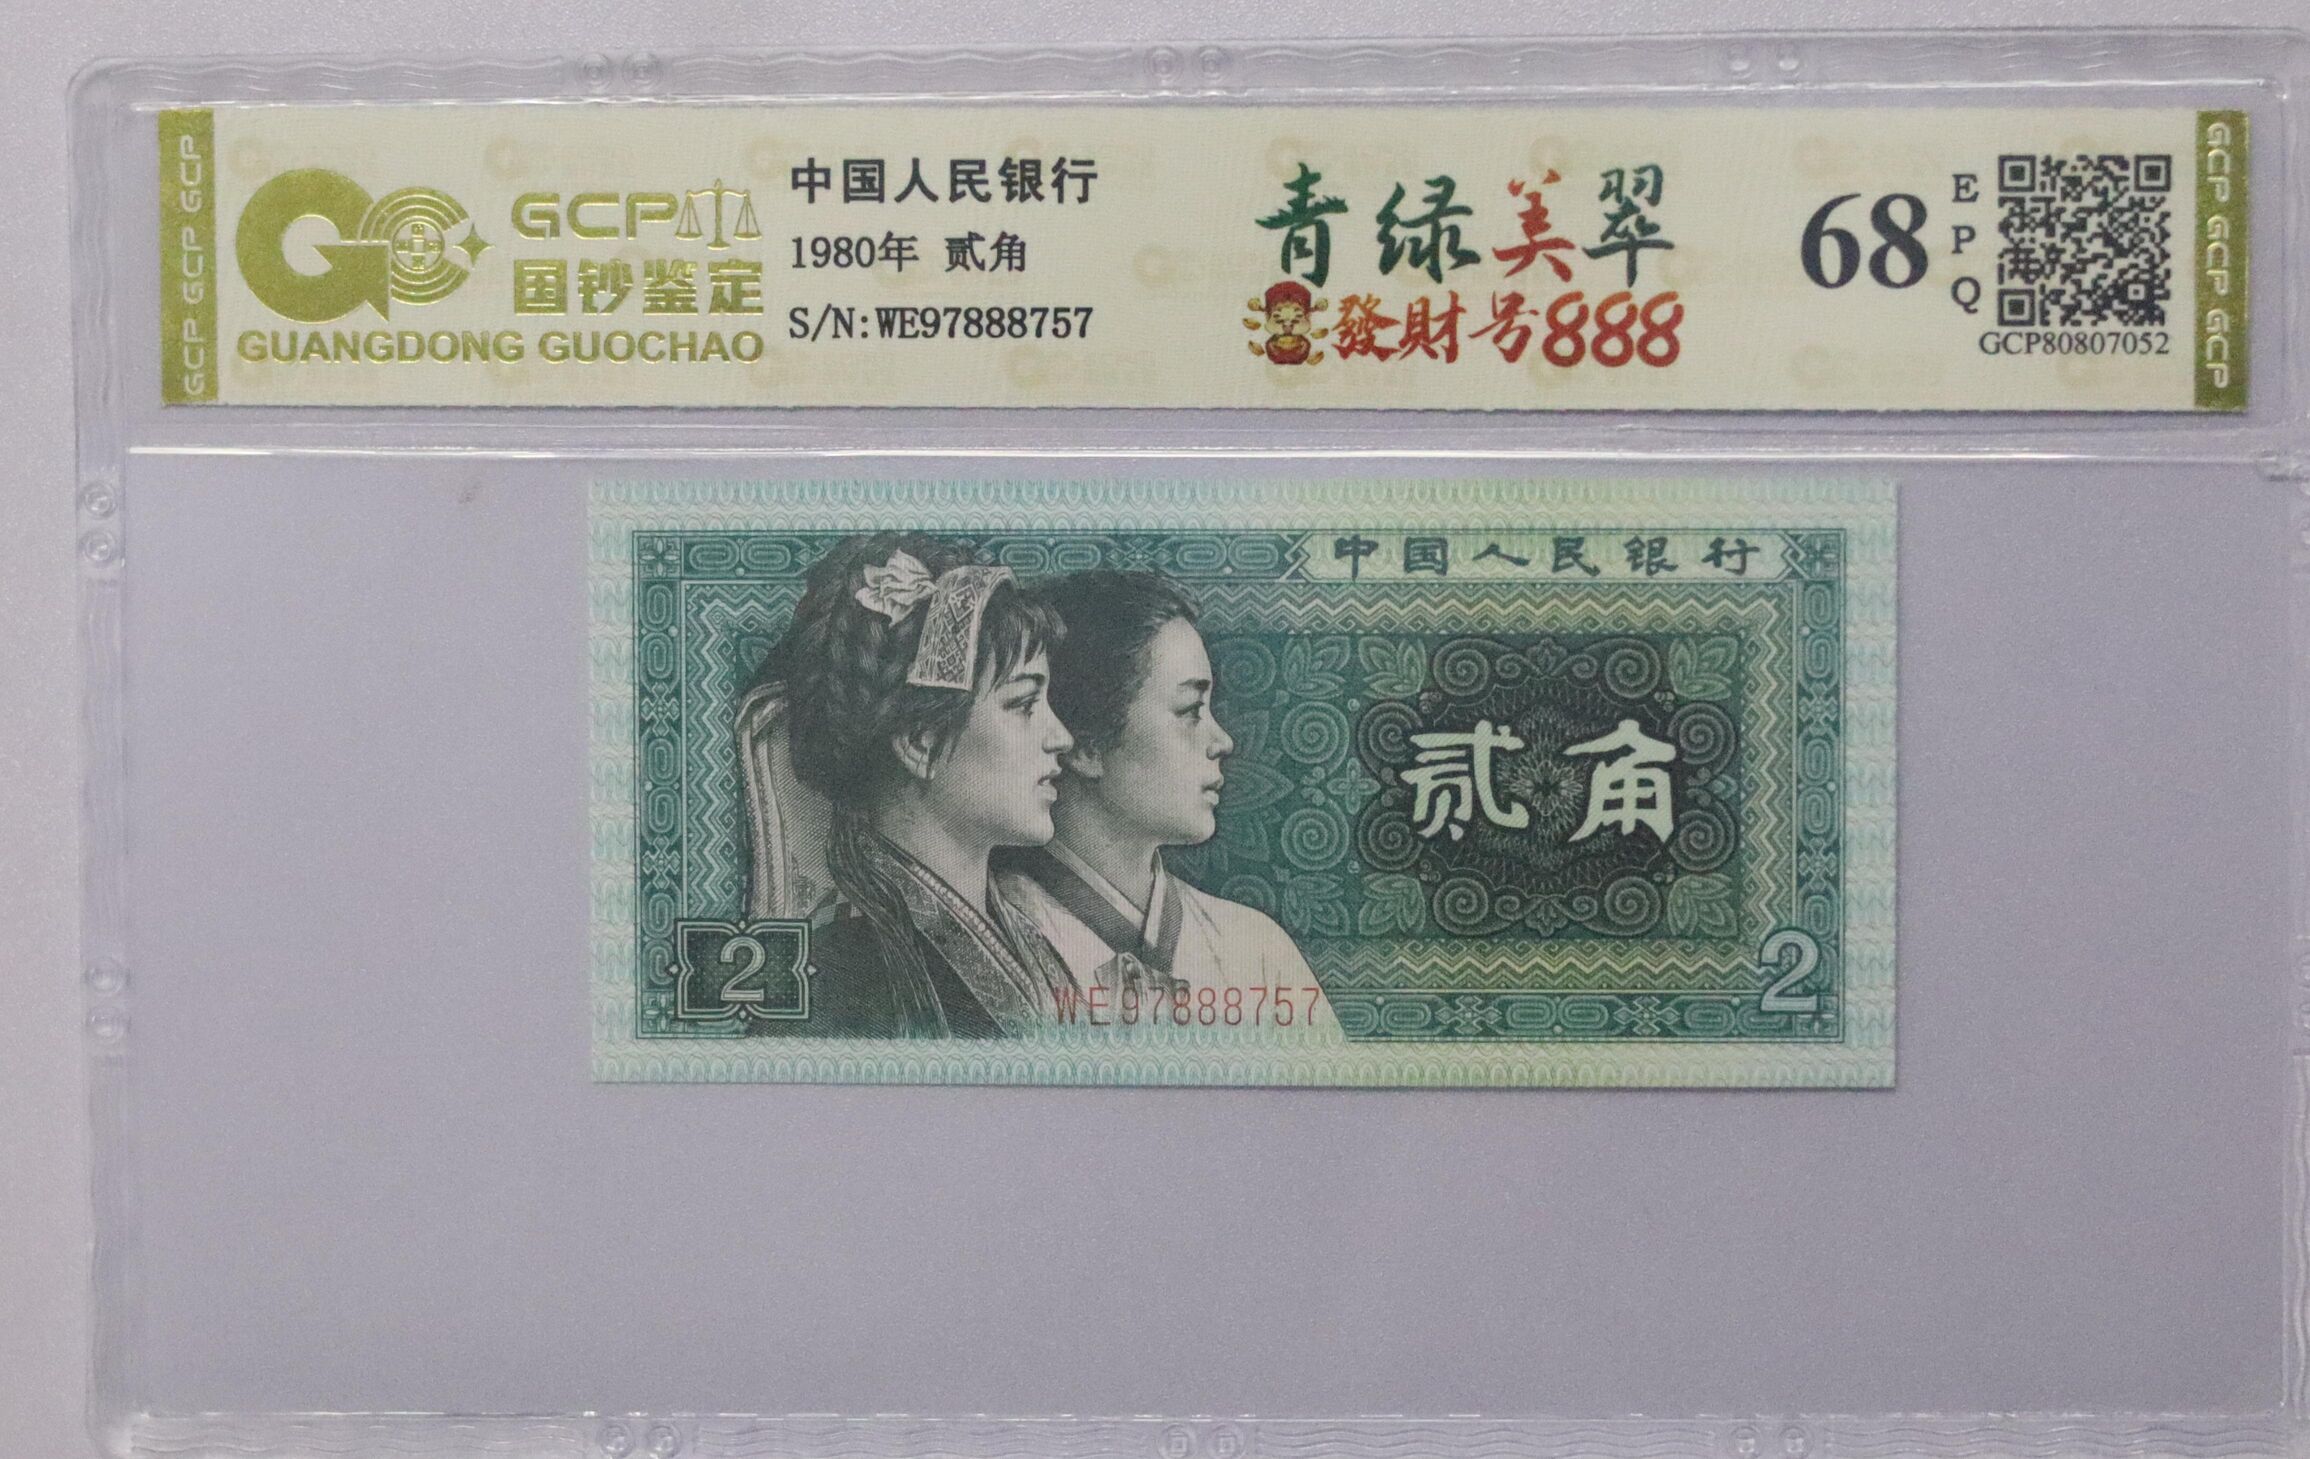 GCP GCP GCP
GCP
国钞鉴定
GUANGDONG GUOCHAO
中国人民银行
1980年 贰角
S/N:WE97888757
青绿美翠
發財号888
68
EPQ
GCP80807052
GCP GCP GCP
中国人民银行
贰角
2
2
WE97888757